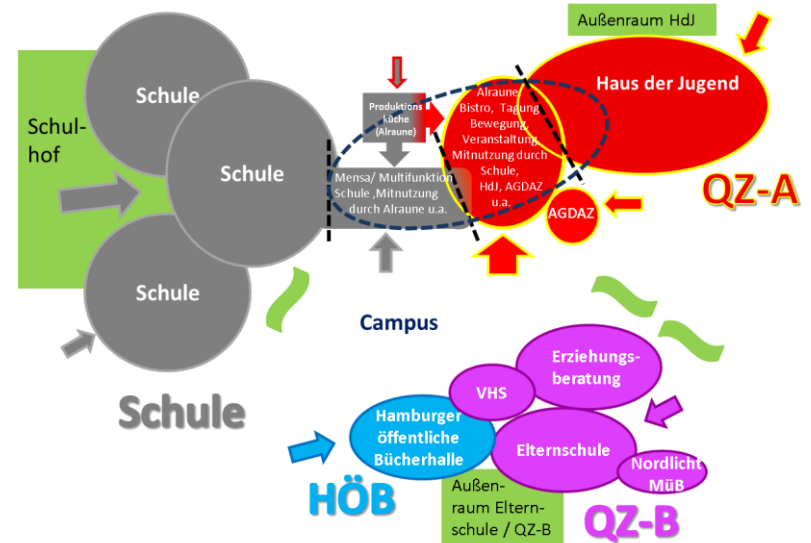 Außenraum HdJ
Schule
Schul-
hof
Schule
Schule
Produktions
küche
(Alraune)
Mensa/ Multifunktion
Schule ,Mitnutzung
durch Alraune u.a.
Alraune,
Bistro, Tagung
Bewegung,
Veranstaltung
Mitnutzung durch
Schule,
HdJ, AGDAZ
u.a.
Haus der Jugend
QZ-A
AGDAZ
Campus
Schule
Erziehungs-
beratung
VHS
Hamburger
öffentliche
Bücherhalle
Elternschule
Nordlicht
MüB
HÖB
Außen-
raum Eltern-
schule / QZ-B
QZ-B